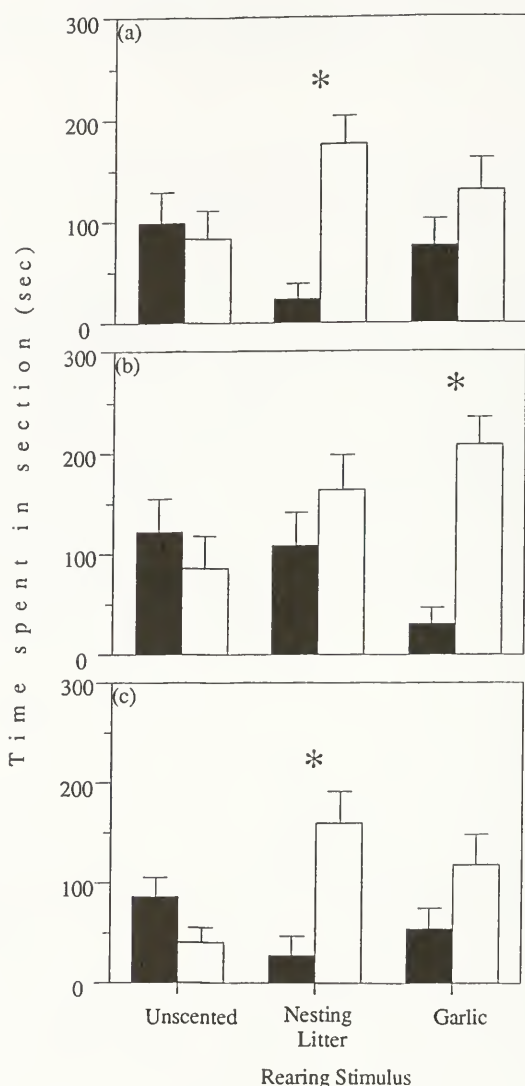 300
(a)
*
200
100
0
300
(b)
*
200
100
0
300
(c)
*
200
100
0
Time spent in section (sec)
Unscented
Nesting
Litter
Garlic
Rearing Stimulus